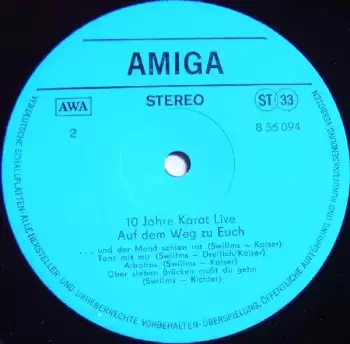 AMIGA
AWA
STEREO
ST 33
2
8 56 094
10 Jahre Karat Live
Auf dem Weg zu Euch
... und der Mond schien rot (Swillms - Kaiser)
Tanz mit mir (Swillms - Dreilich/Kaiser)
Albatros (Swillms - Kaiser)
Über sieben Brücken mußt du gehn
(Swillms - Richter)
VEB DEUTSCHE SCHALLPLATTEN · ALLE HERSTELLER- UND URHEBERRECHTE VORBEHALTEN · ÜBERSPIELUNG, ÖFFENTLICHE AUFFÜHRUNG UND RUNDFUNKSENDUNG VERBOTEN